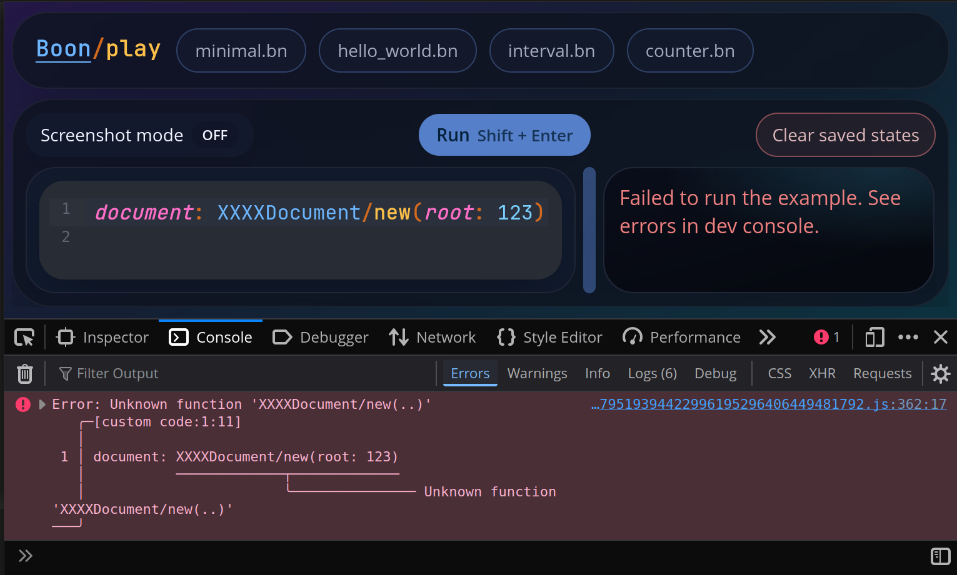 Boon/play minimal.bn hello_world.bn interval.bn counter.bn
Screenshot mode OFF Run Shift + Enter Clear saved states
1 document: XXXXDocument/new(root: 123)
2
Failed to run the example. See
errors in dev console.
Inspector Console Debugger Network {} Style Editor Performance 1
Filter Output Errors Warnings Info Logs (6) Debug CSS XHR Requests
Error: Unknown function 'XXXXDocument/new(..)' …79519394422996195296406449481792.js:362:17
[custom code:1:11]
1 document: XXXXDocument/new(root: 123)
Unknown function
'XXXXDocument/new(..)'